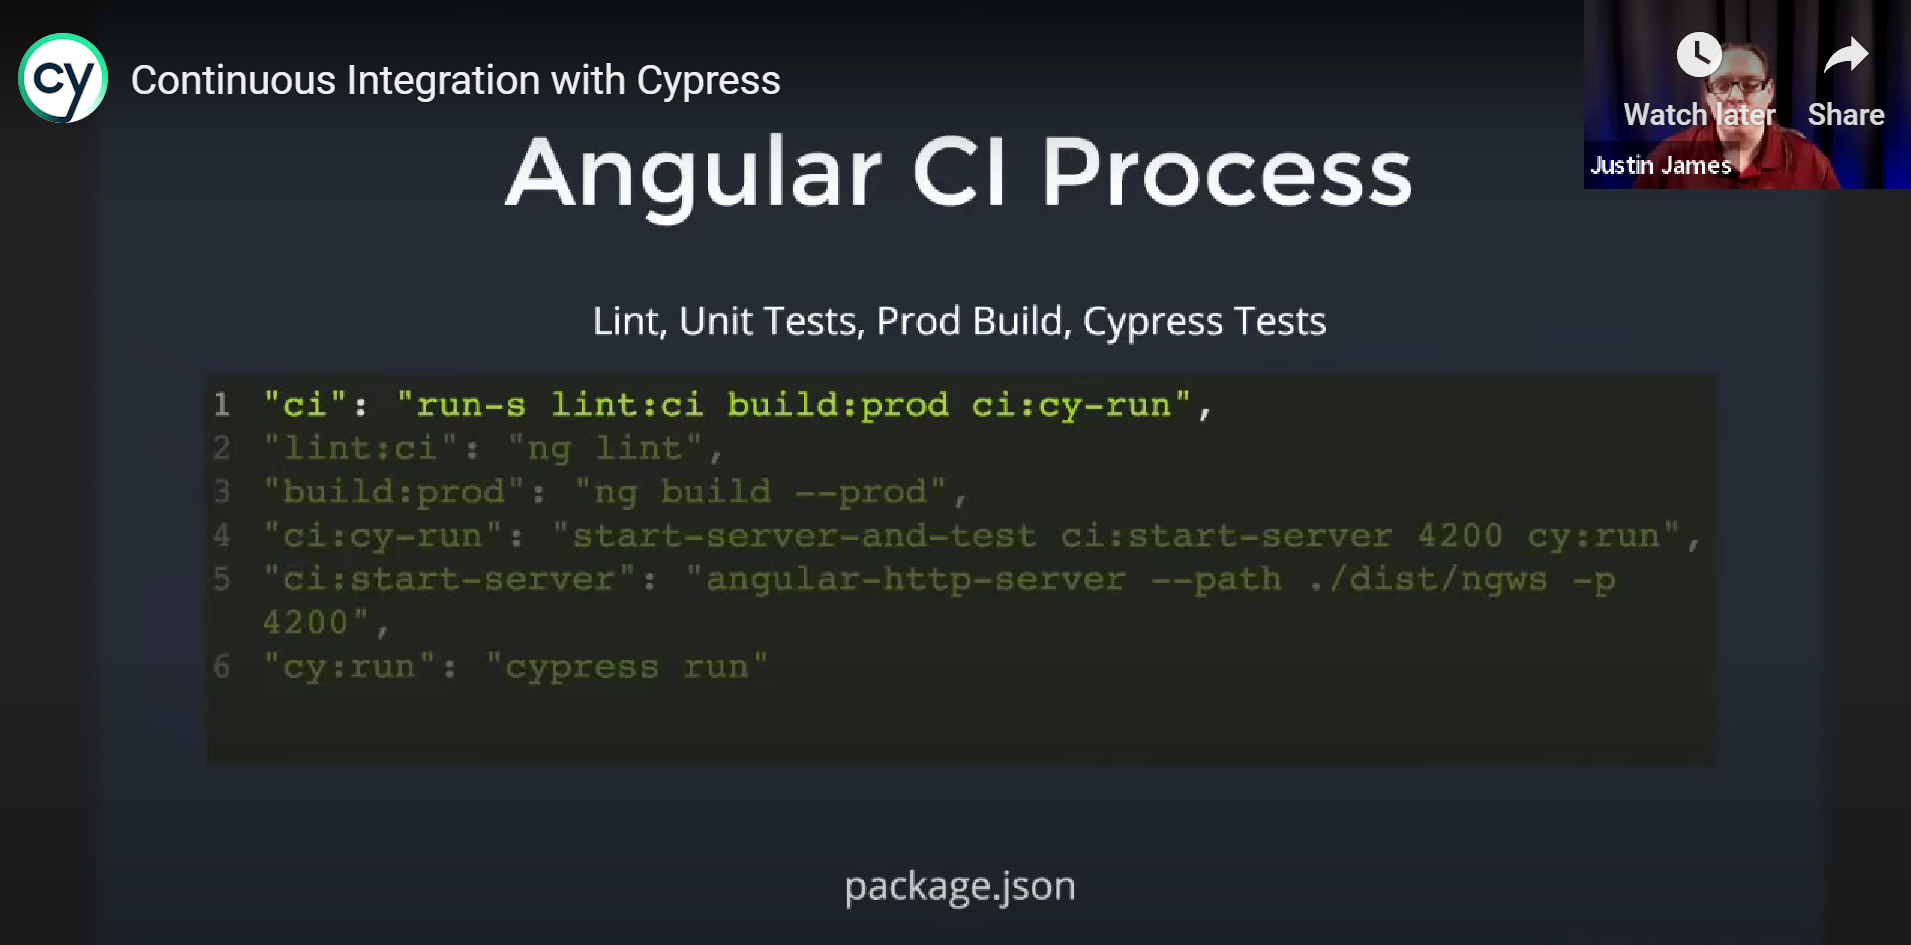 cy
Continuous Integration with Cypress
Watch later
Share
Justin James
Angular CI Process
Lint, Unit Tests, Prod Build, Cypress Tests
1 "ci": "run-s lint:ci build:prod ci:cy-run",
2 "lint:ci": "ng lint",
3 "build:prod": "ng build --prod",
4 "ci:cy-run": "start-server-and-test ci:start-server 4200 cy:run",
5 "ci:start-server": "angular-http-server --path ./dist/ngws -p
4200",
6 "cy:run": "cypress run"
package.json